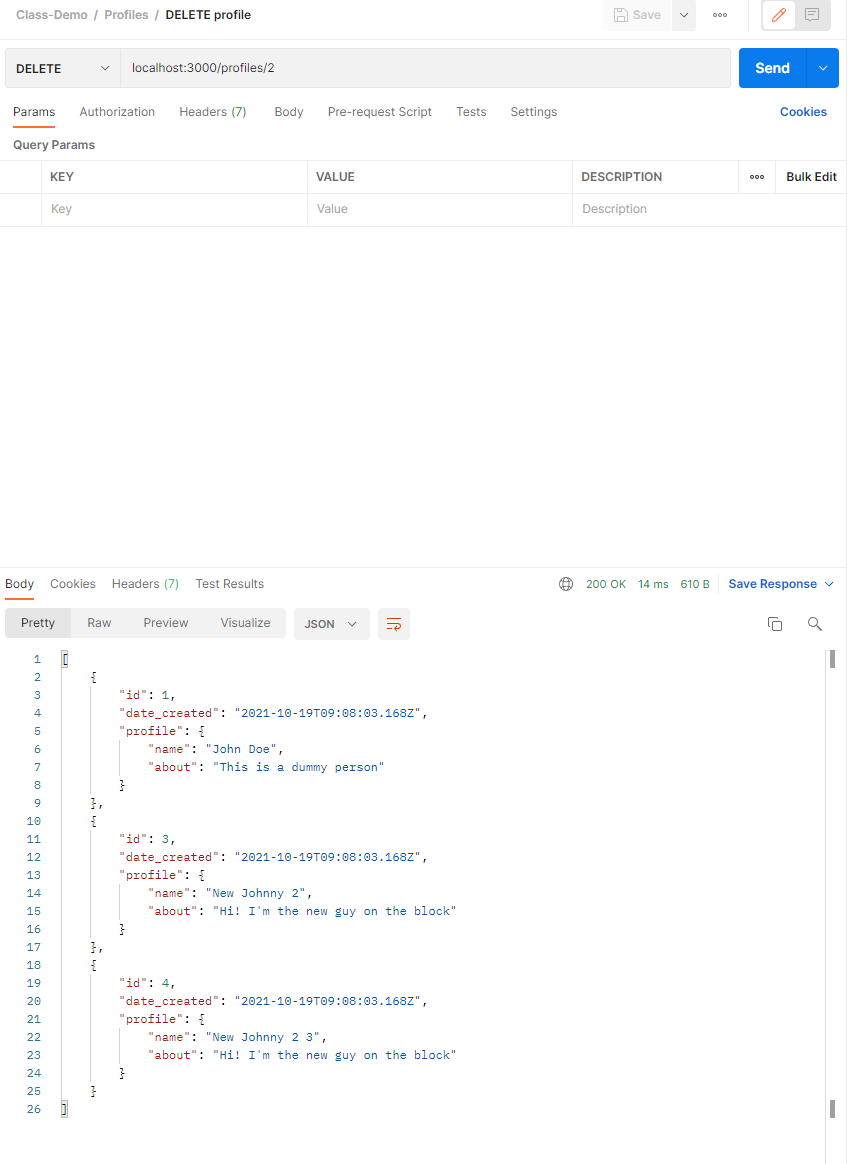 Class-Demo / Profiles / DELETE profile Save ooo
DELETE localhost:3000/profiles/2 Send
Params Authorization Headers (7) Body Pre-request Script Tests Settings Cookies
Query Params
KEY VALUE DESCRIPTION ooo Bulk Edit
Key Value Description
Body Cookies Headers (7) Test Results 200 OK 14 ms 610 B Save Response
Pretty Raw Preview Visualize JSON
1 [
2 {
3 "id": 1,
4 "date_created": "2021-10-19T09:08:03.168Z",
5 "profile": {
6 "name": "John Doe",
7 "about": "This is a dummy person"
8 }
9 },
10 {
11 "id": 3,
12 "date_created": "2021-10-19T09:08:03.168Z",
13 "profile": {
14 "name": "New Johnny 2",
15 "about": "Hi! I'm the new guy on the block"
16 }
17 },
18 {
19 "id": 4,
20 "date_created": "2021-10-19T09:08:03.168Z",
21 "profile": {
22 "name": "New Johnny 2 3",
23 "about": "Hi! I'm the new guy on the block"
24 }
25 }
26 ]